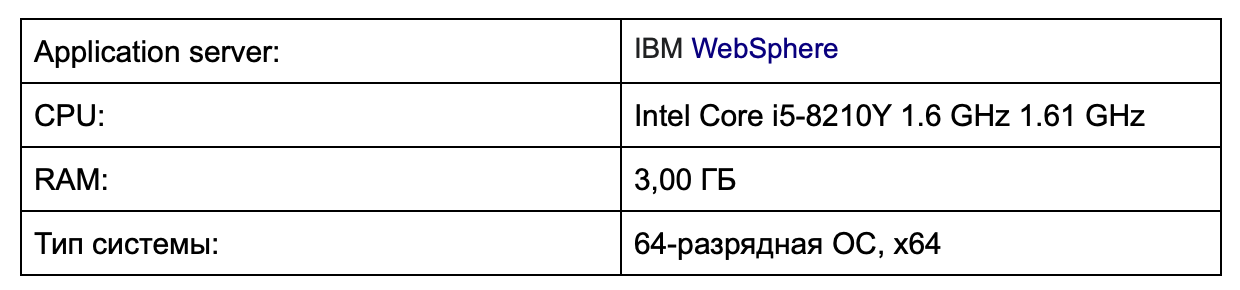 Application server: IBM WebSphere
CPU: Intel Core i5-8210Y 1.6 GHz 1.61 GHz
RAM: 3,00 ГБ
Тип системы: 64-разрядная ОС, x64